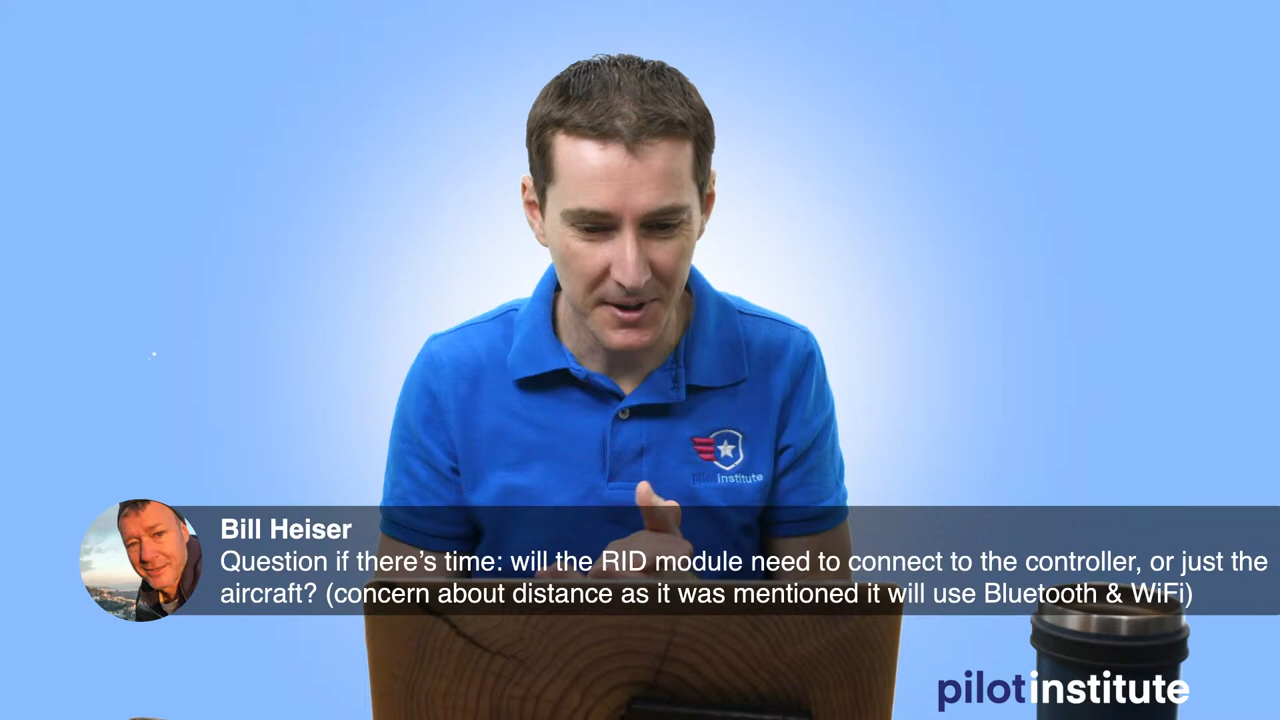 pilot institute
Bill Heiser
Question if there’s time: will the RID module need to connect to the controller, or just the
aircraft? (concern about distance as it was mentioned it will use Bluetooth & WiFi)
pilotinstitute